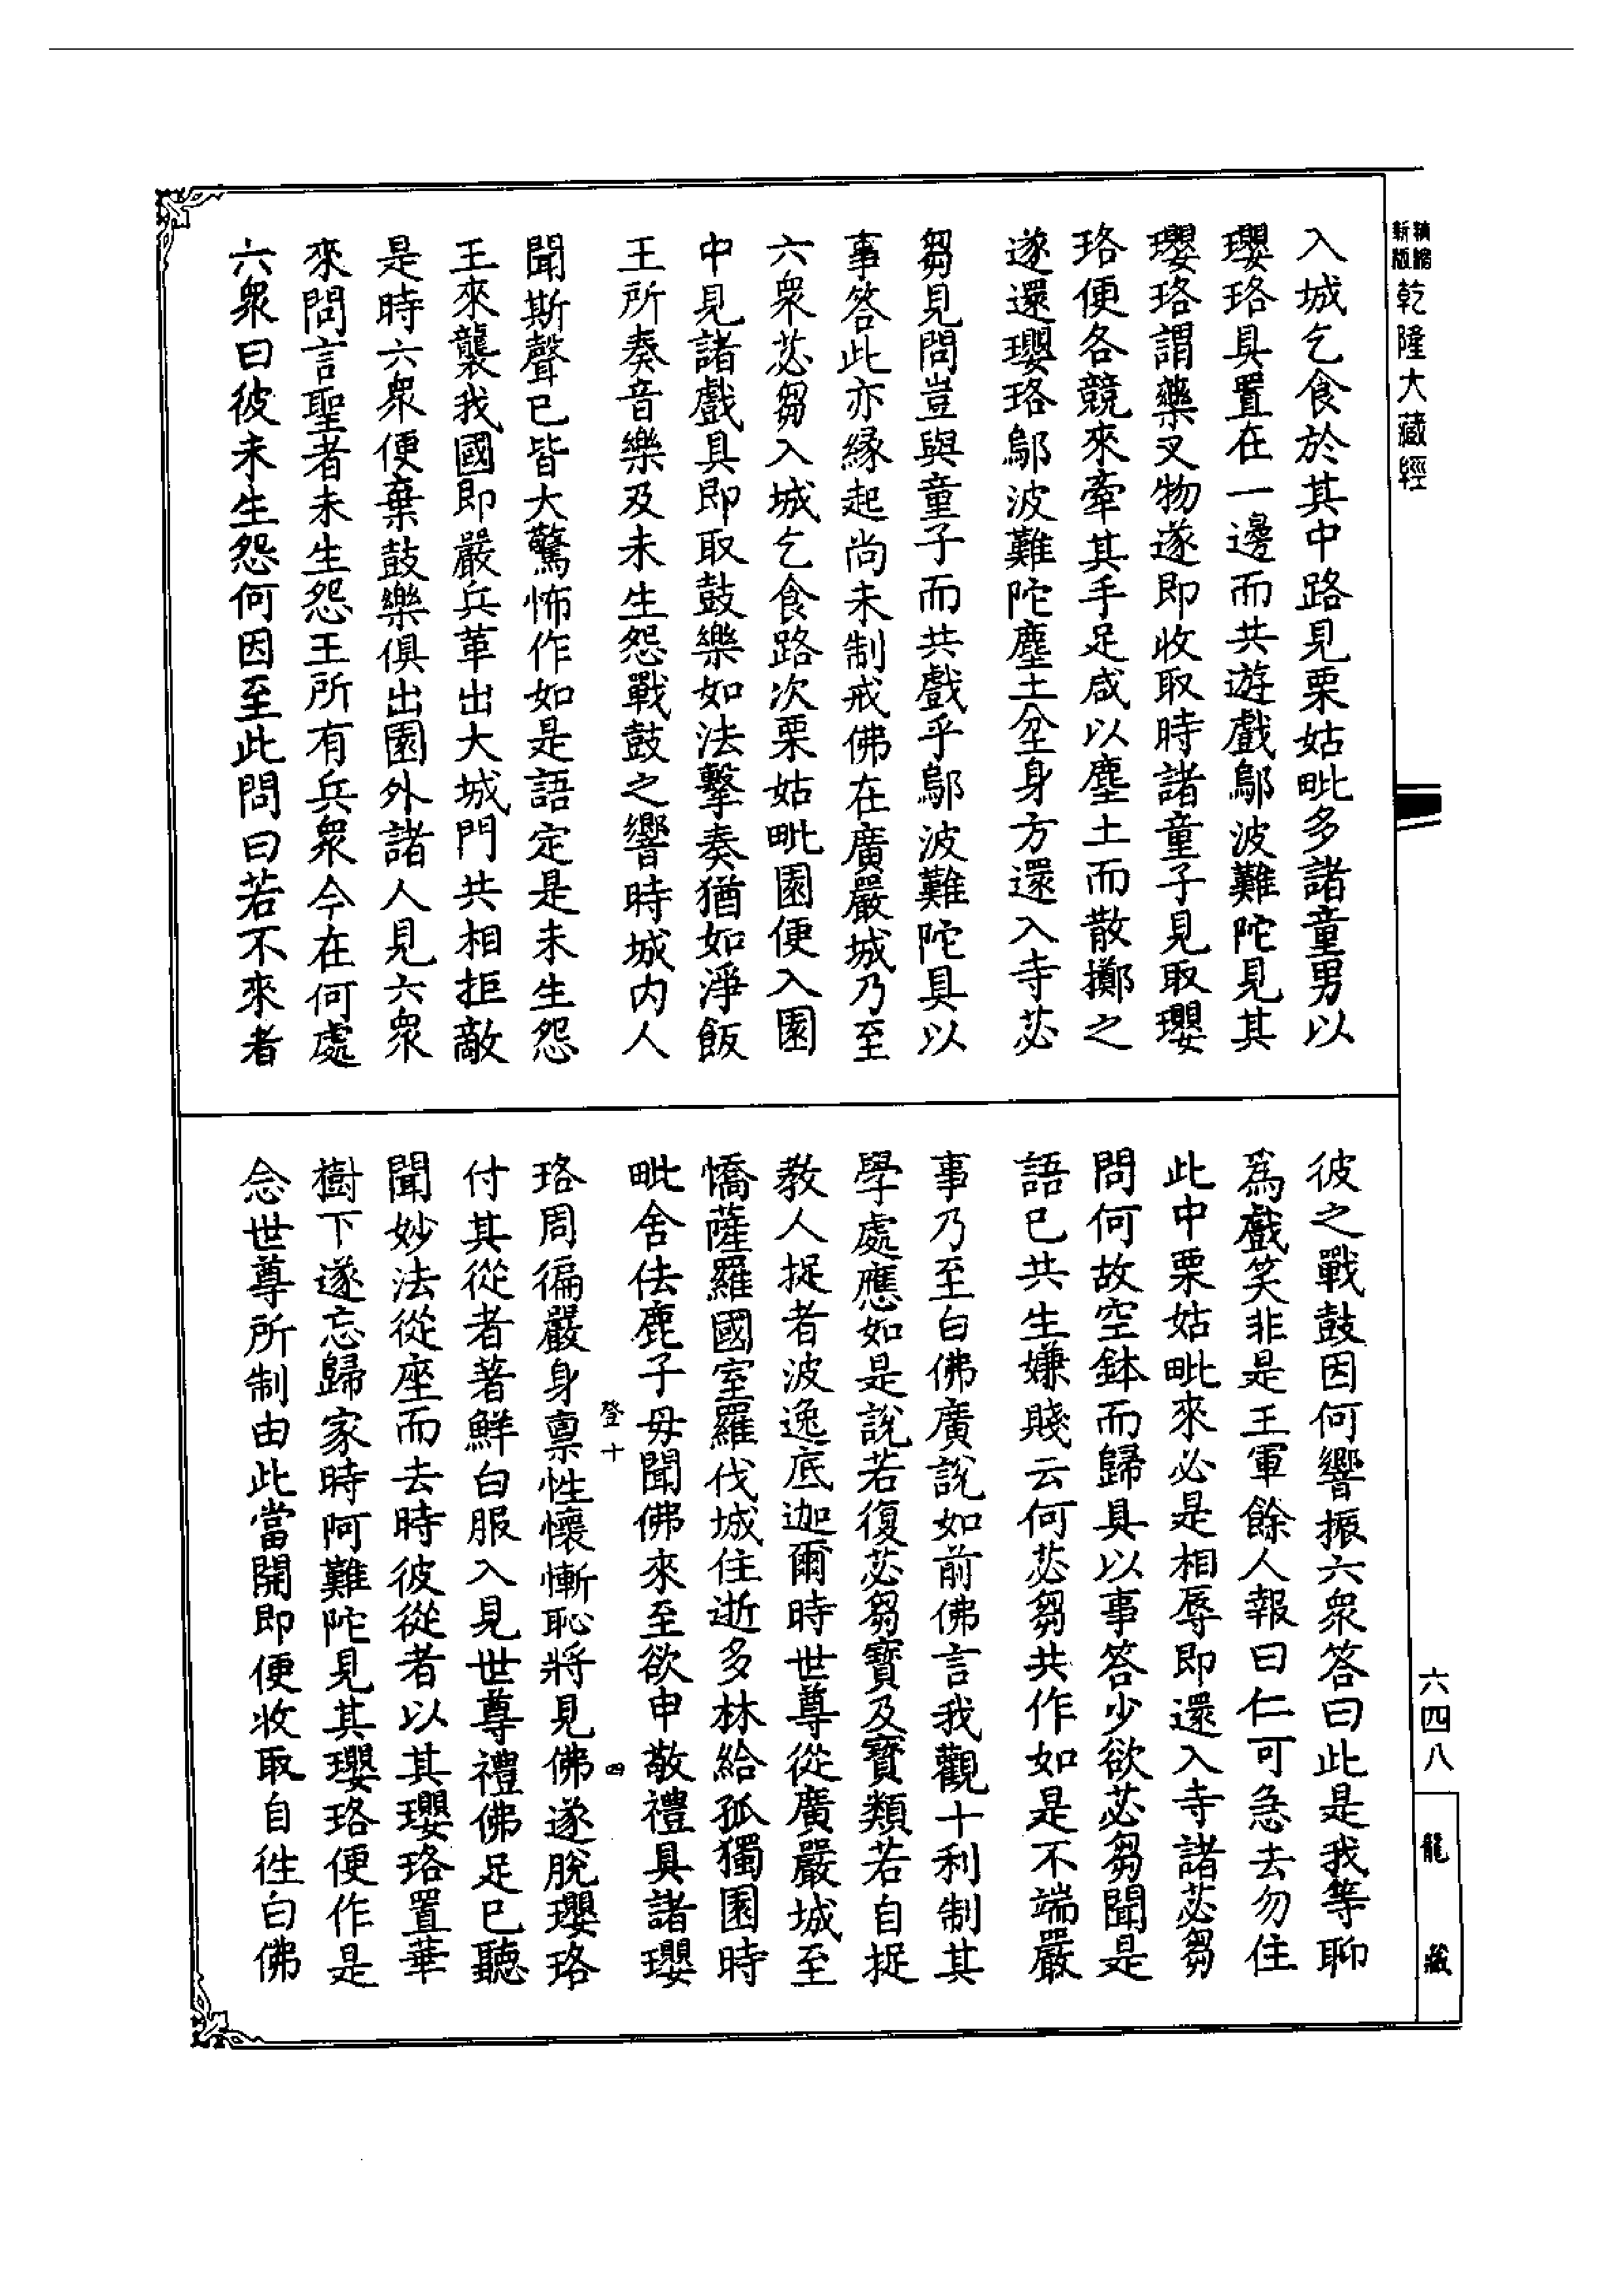 新版 乾隆大藏經
入城乞食於其中路見栗姑毗多諸童男以
瓔珞具置在一邊而共遊戲鄔波難陀見其
瓔珞謂藥叉物遂即收取時諸童子見取瓔
珞便各競來牽其手足咸以塵土而散擲之
遂還瓔珞鄔波難陀塵土坌身方還入寺苾
芻見問豈與童子而共戲乎鄔波難陀具以
事答此亦緣起尚未制戒佛在廣嚴城乃至
六衆苾芻入城乞食路次栗姑毗園便入園
中見諸戲具即取鼓樂如法擊奏猶如淨飯
王所奏音樂及未生怨戰鼓之響時城內人
聞斯聲已皆大驚怖作如是語定是未生怨
王來襲我國即嚴兵革出大城門共相拒敵
是時六衆便棄鼓樂俱出園外諸人見六衆
來問言聖者未生怨王所有兵衆今在何處
六衆曰彼未生怨何因至此問曰若不來者
彼之戰鼓因何響振六衆答曰此是我等聊
爲戲笑非是王軍餘人報曰仁可急去勿住
此中栗姑毗來必是相辱即還入寺諸苾芻
問何故空鉢而歸具以事答少欲苾芻聞是
語已共生嫌賤云何苾芻共作如是不端嚴
事乃至白佛廣說如前佛言我觀十利制其
學處應如是說若復苾芻寶及寶類若自捉
教人捉者波逸底迦爾時世尊從廣嚴城至
憍薩羅國室羅伐城住逝多林給孤獨園時
毗舍佉鹿子母聞佛來至欲申敬禮具諸瓔
登十 四
珞周徧嚴身稟性懷慚恥將見佛遂脫瓔珞
付其從者著鮮白服入見世尊禮佛足已聽
聞妙法從座而去時彼從者以其瓔珞置華
樹下遂忘歸家時阿難陀見其瓔珞便作是
念世尊所制由此當開即便收取自徃白佛
六四八
龍藏